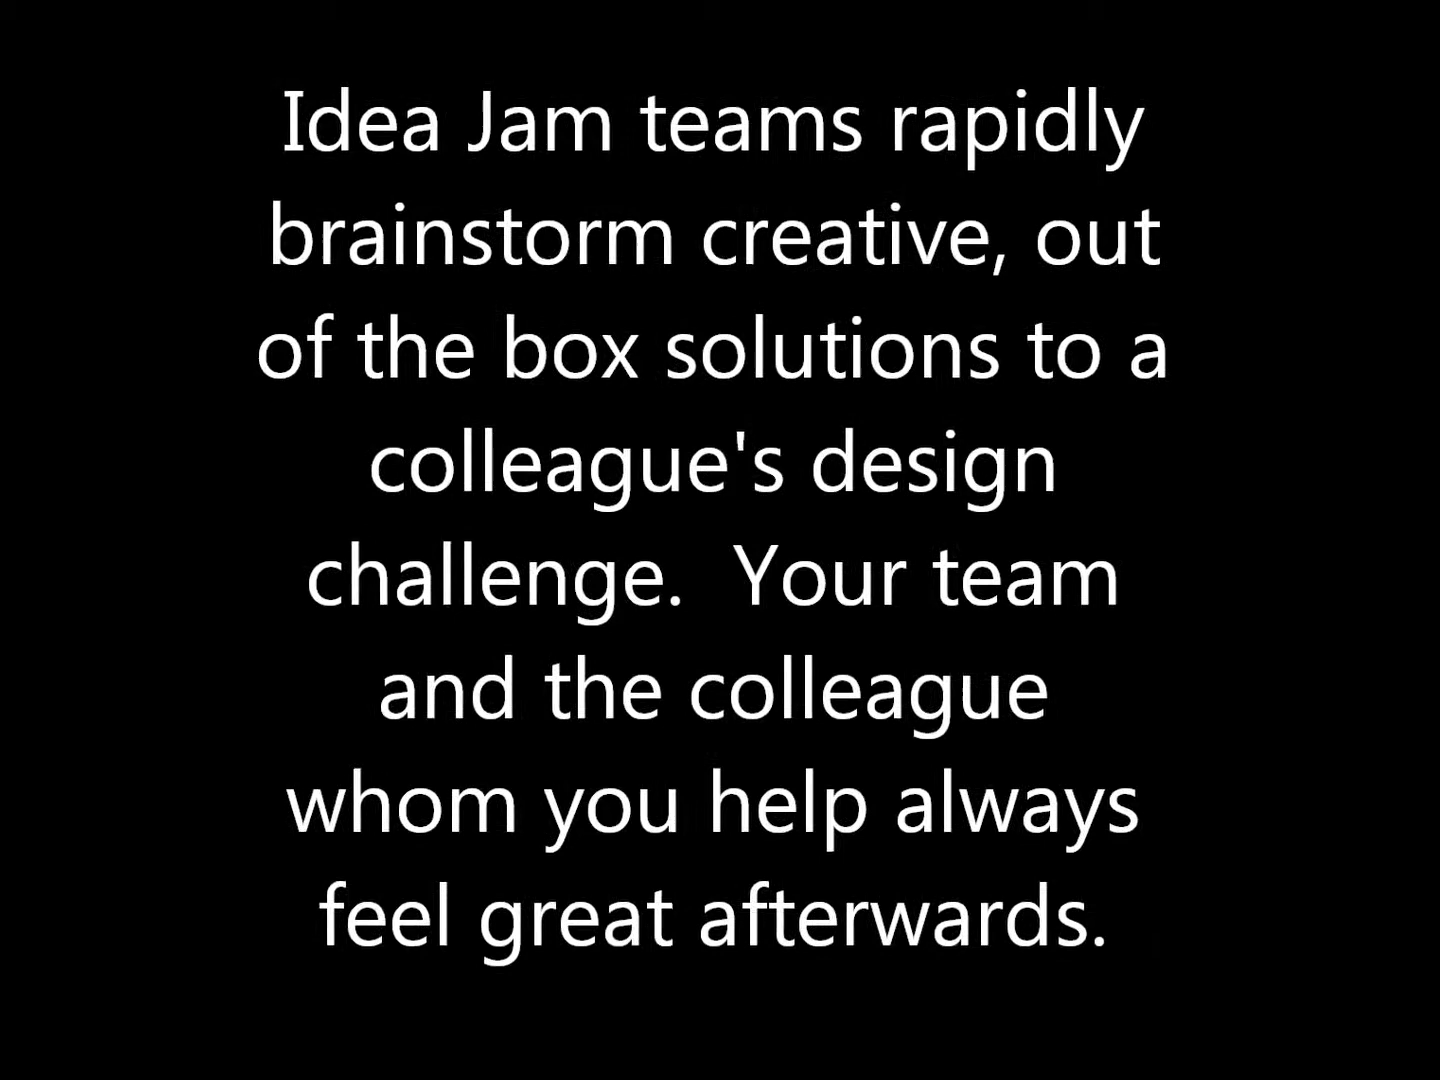 Idea Jam teams rapidly
brainstorm creative, out
of the box solutions to a
colleague's design
challenge.  Your team
and the colleague
whom you help always
feel great afterwards.